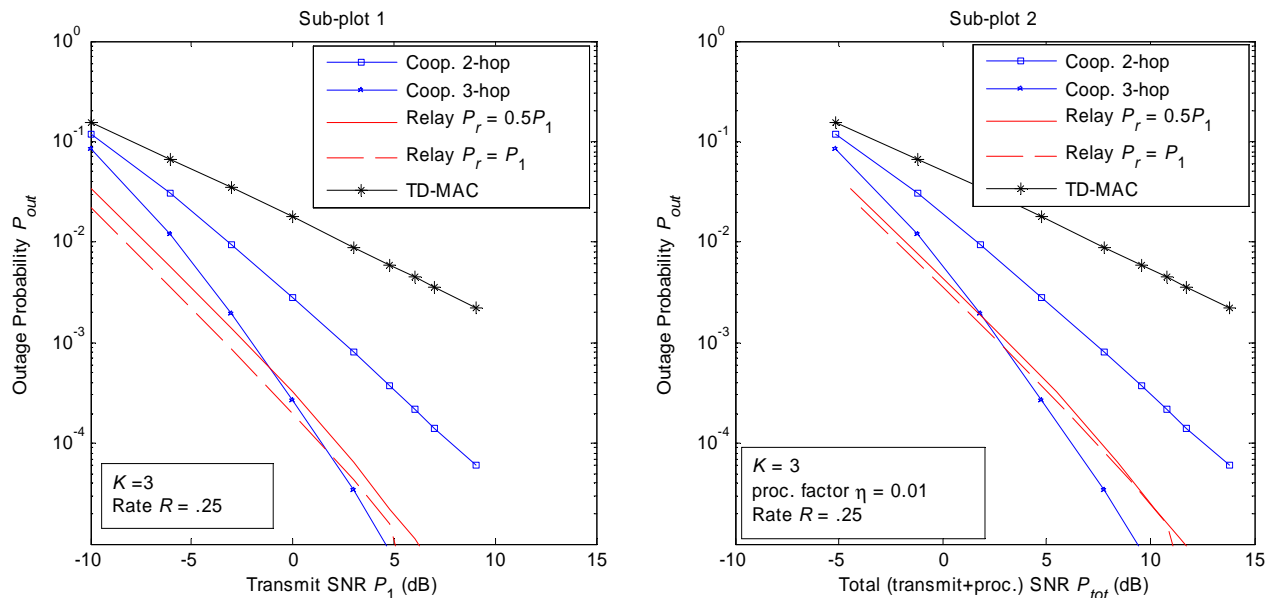 Sub-plot 1
10^0
10^-1
10^-2
10^-3
10^-4
Outage Probability P_out
-10
-5
0
5
10
15
Transmit SNR P_1 (dB)
Coop. 2-hop
Coop. 3-hop
Relay P_r = 0.5P_1
Relay P_r = P_1
TD-MAC
K =3
Rate R = .25
Sub-plot 2
10^0
10^-1
10^-2
10^-3
10^-4
Outage Probability P_out
-10
-5
0
5
10
15
Total (transmit+proc.) SNR P_tot (dB)
Coop. 2-hop
Coop. 3-hop
Relay P_r = 0.5P_1
Relay P_r = P_1
TD-MAC
K = 3
proc. factor η = 0.01
Rate R = .25